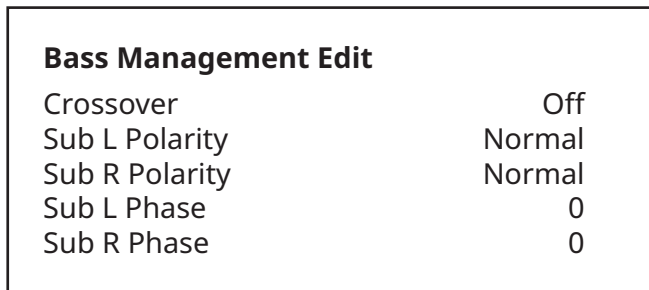 Bass Management Edit
Crossover Off
Sub L Polarity Normal
Sub R Polarity Normal
Sub L Phase 0
Sub R Phase 0